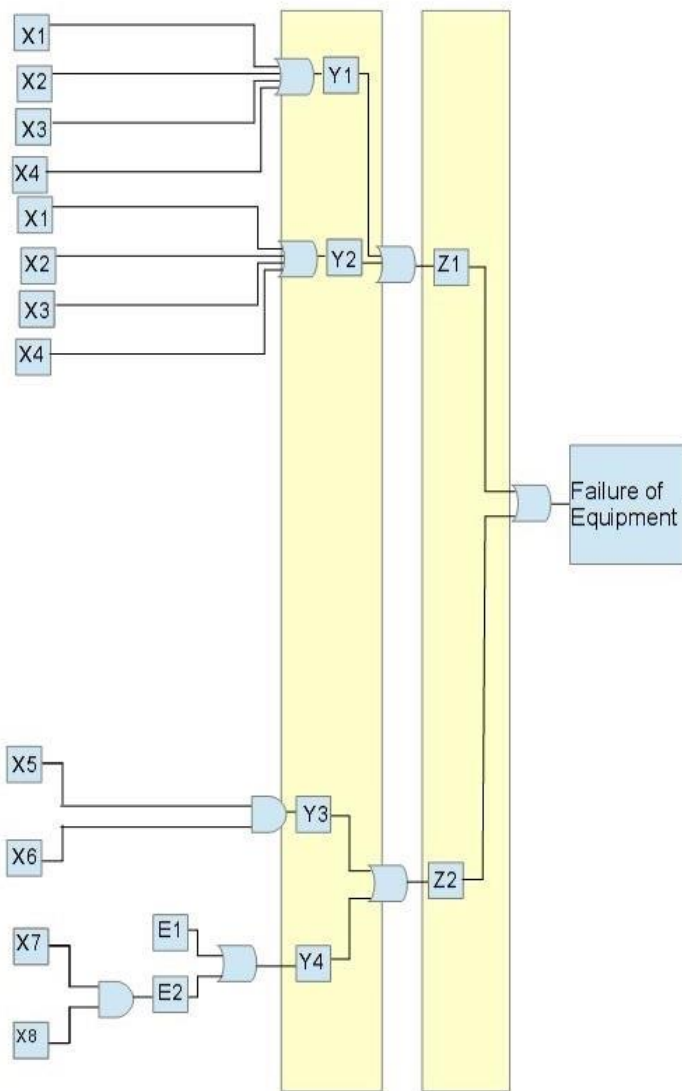 X1
X2
Y1
X3
X4
X1
X2
Y2
Z1
X3
X4
Failure of
Equipment
X5
Y3
X6
Z2
E1
X7
Y4
E2
X8